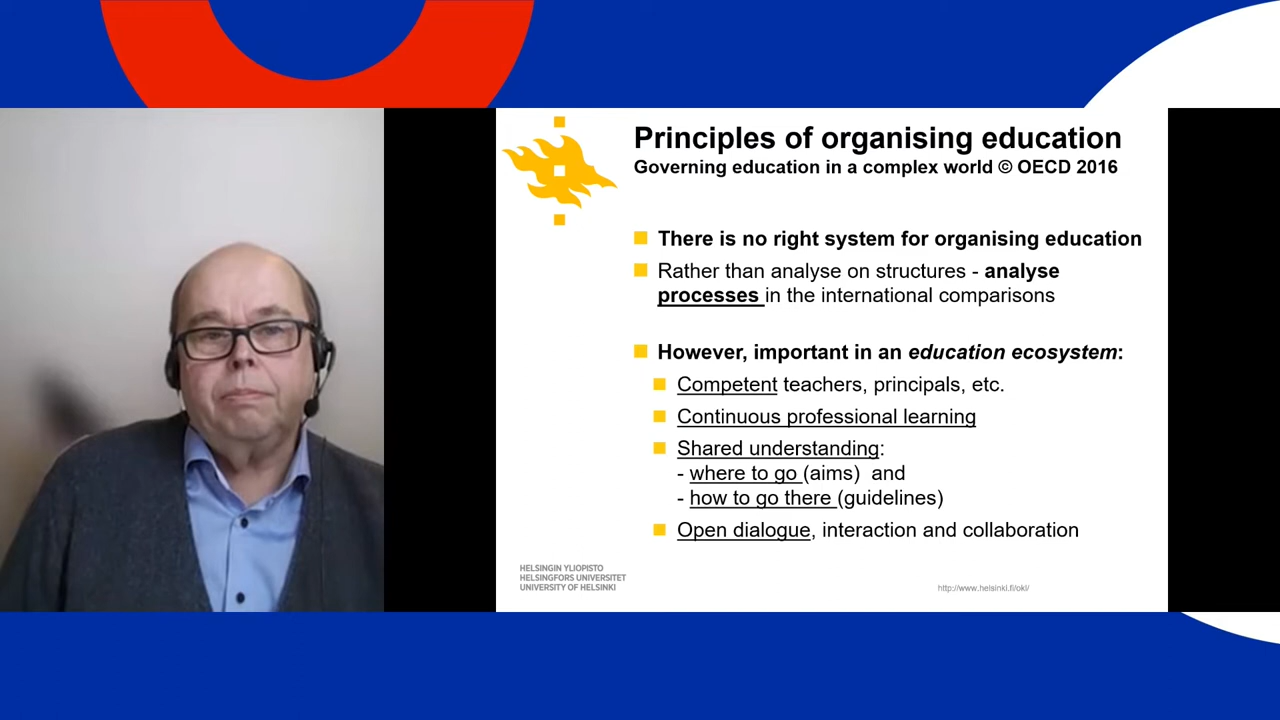 Principles of organising education
Governing education in a complex world © OECD 2016
There is no right system for organising education
Rather than analyse on structures - analyse
processes in the international comparisons
However, important in an education ecosystem:
Competent teachers, principals, etc.
Continuous professional learning
Shared understanding:
- where to go (aims) and
- how to go there (guidelines)
Open dialogue, interaction and collaboration
HELSINGIN YLIOPISTO
HELSINGFORS UNIVERSITET
UNIVERSITY OF HELSINKI
http://www.helsinki.fi/okl/